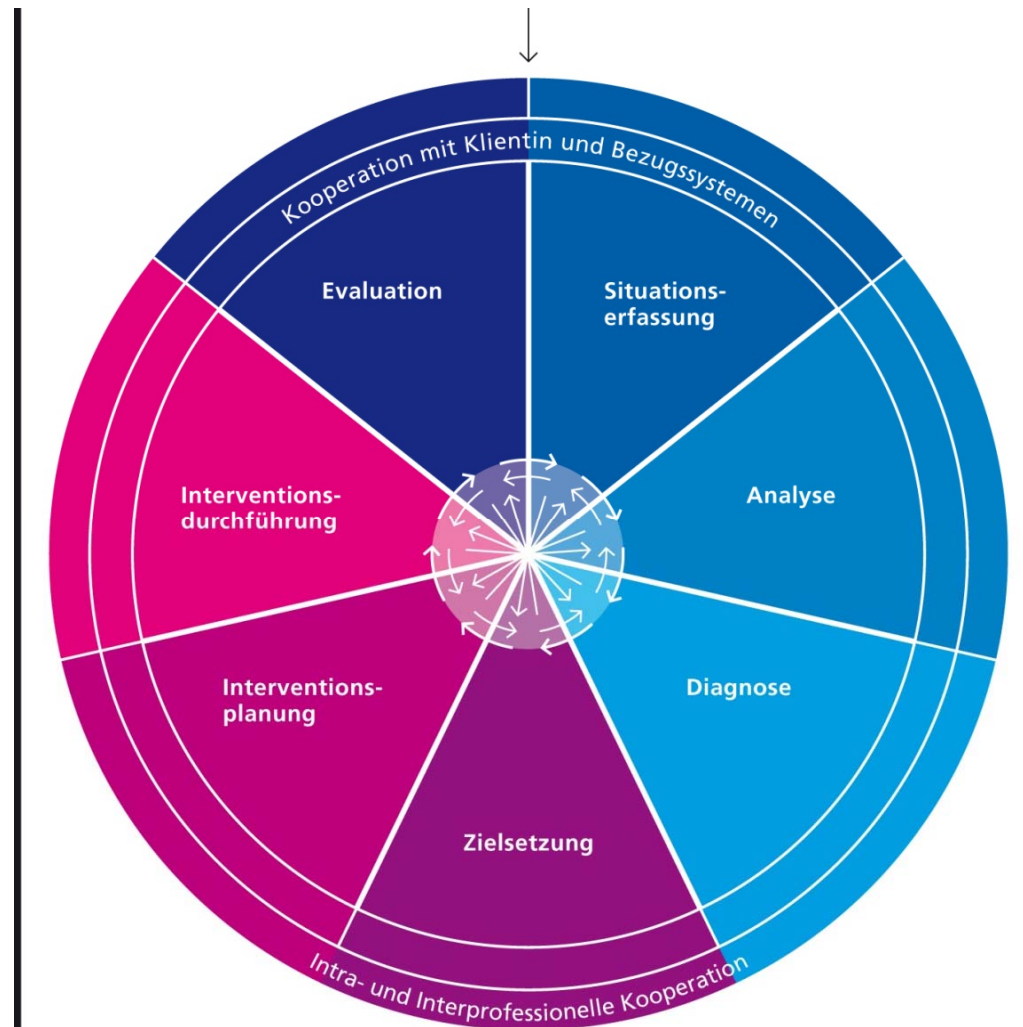 Kooperation mit Klientin und Bezugssystemen
Evaluation
Situations-
erfassung
Interventions-
durchführung
Analyse
Interventions-
planung
Diagnose
Zielsetzung
Intra- und Interprofessionelle Kooperation